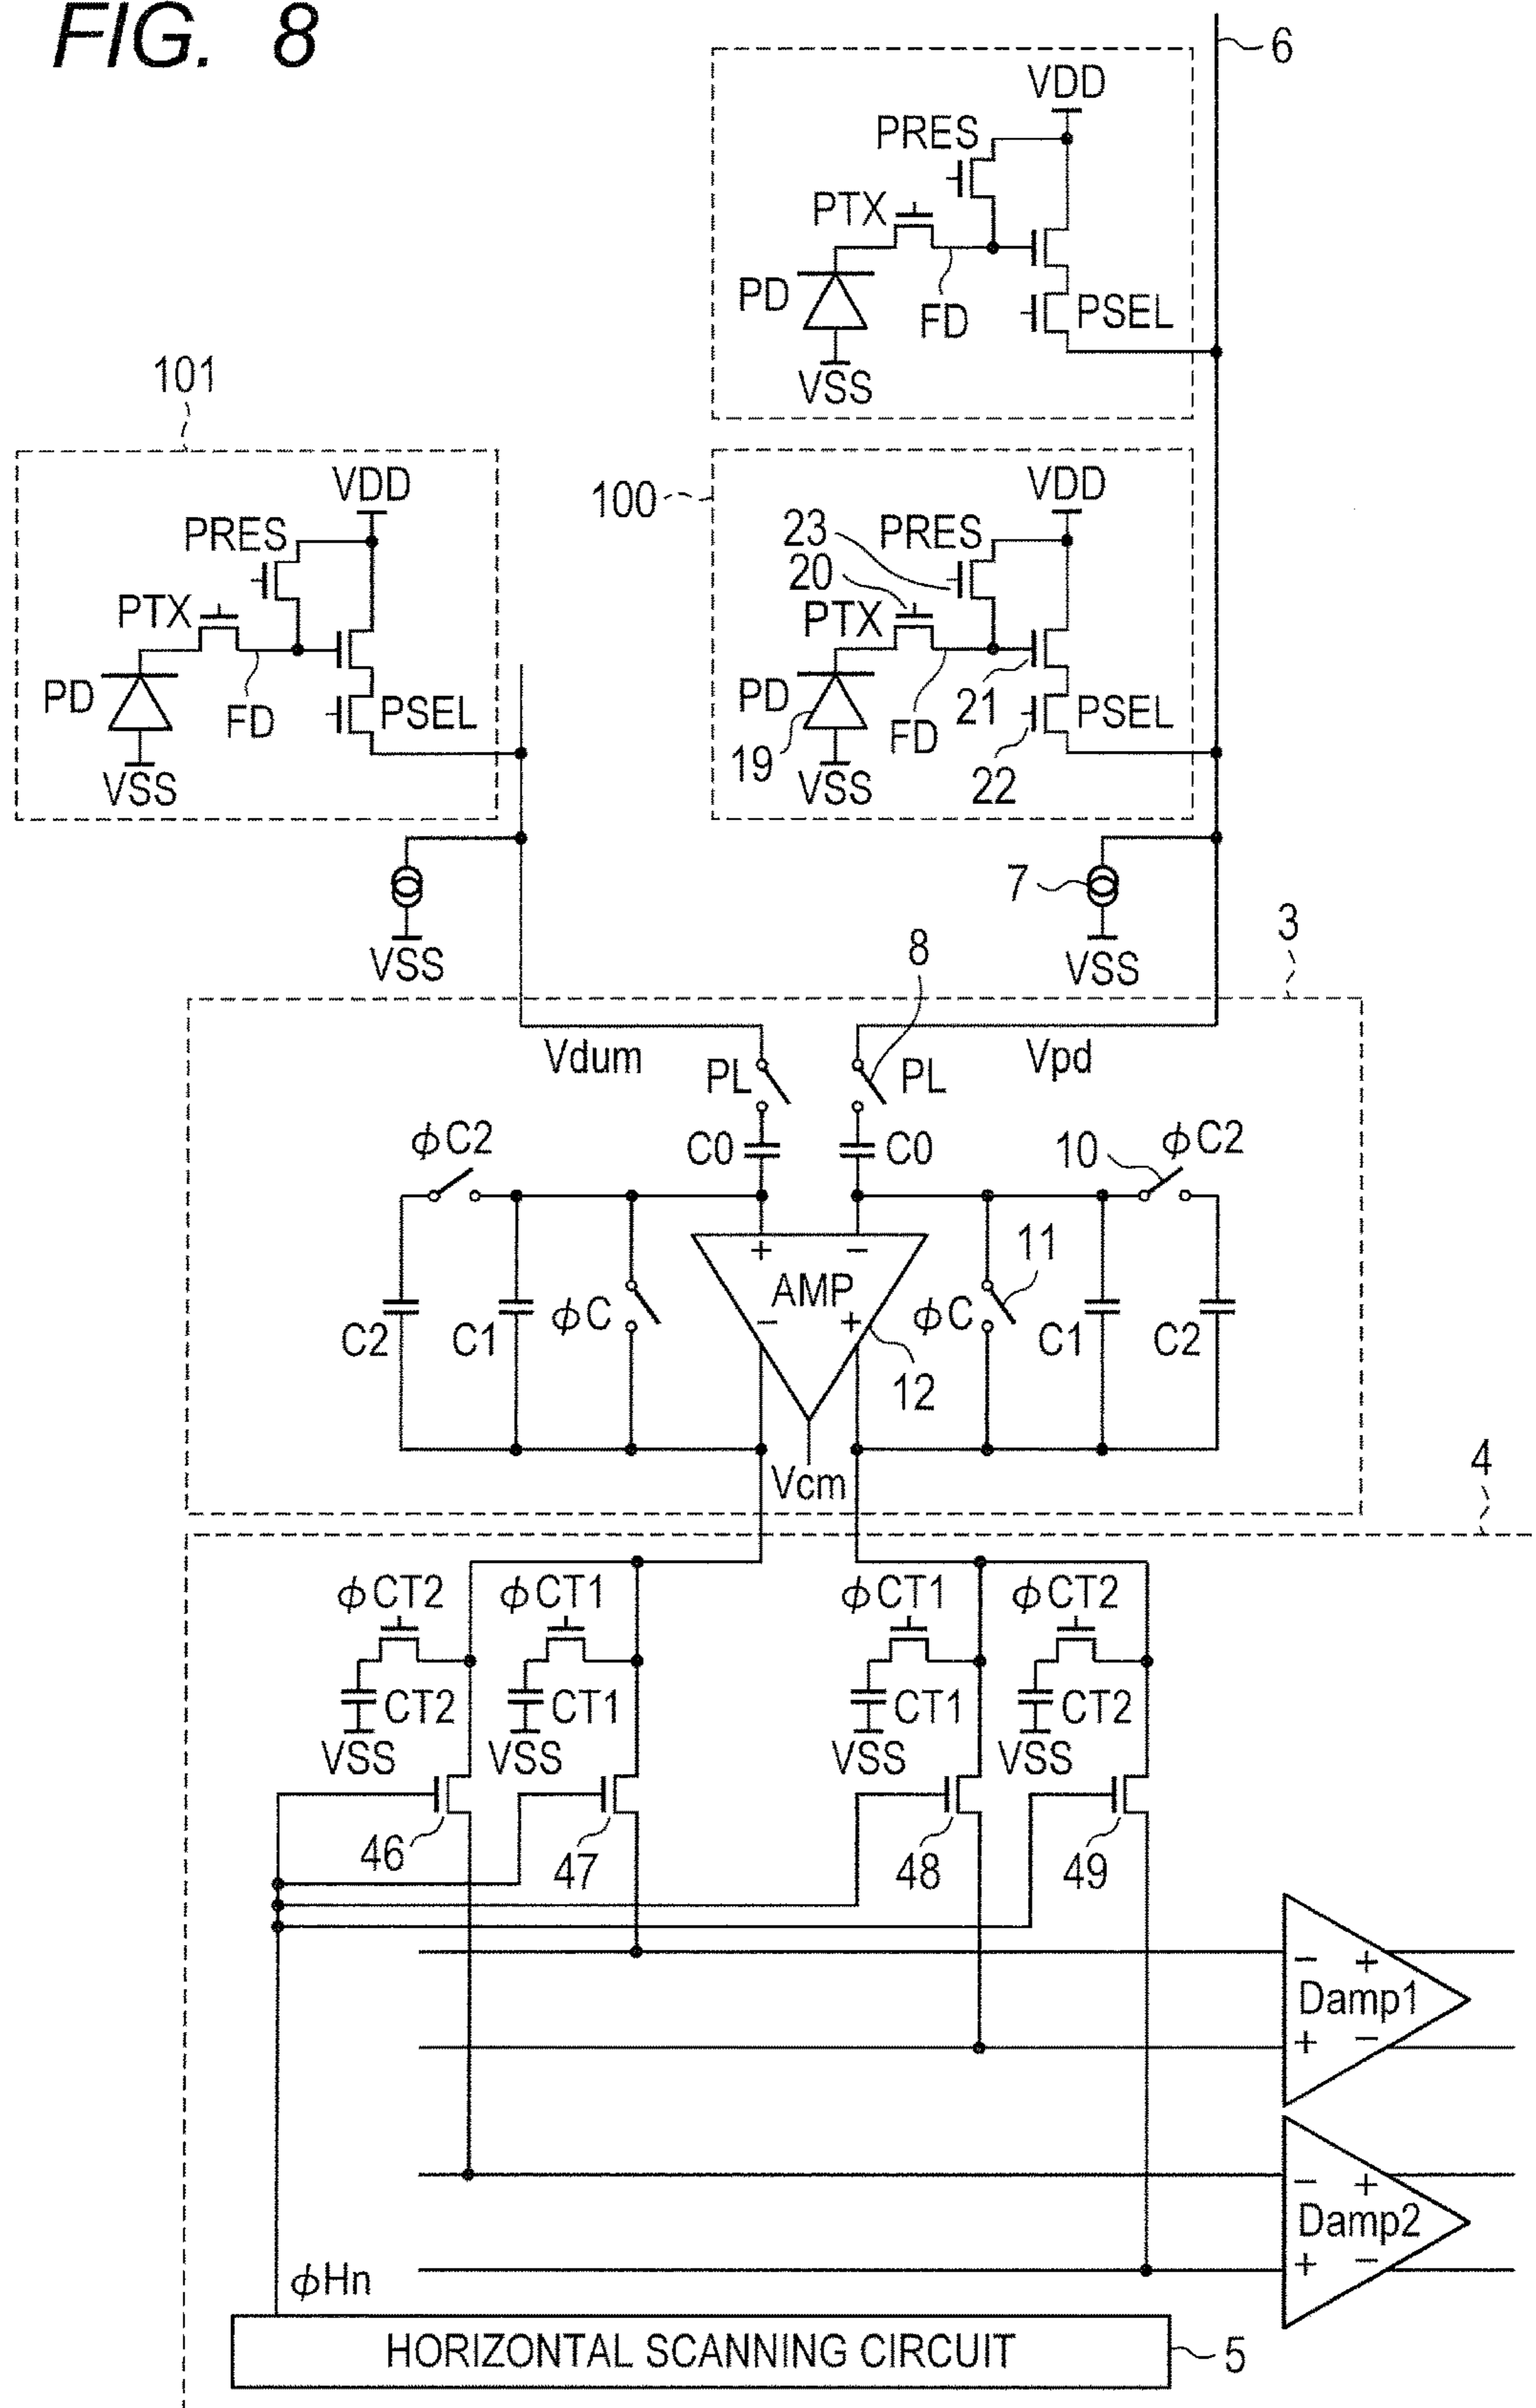 FIG. 8
6
VDD
PRES
PTX
PD
FD
PSEL
VSS
101
VDD
PRES
PTX
PD
FD
PSEL
VSS
100
VDD
23
PRES
20
PTX
PD
FD
21
PSEL
19
VSS
22
VSS
7
VSS
3
8
Vdum
Vpd
PL
PL
ϕC2
C0
C0
10
ϕC2
+
−
11
AMP
C2
C1
ϕC
−
+
ϕC
C1
C2
12
Vcm
4
ϕCT2
ϕCT1
ϕCT1
ϕCT2
CT2
CT1
CT1
CT2
VSS
VSS
VSS
VSS
46
47
48
49
− +
Damp1
+ −
− +
Damp2
+ −
ϕHn
HORIZONTAL SCANNING CIRCUIT
5